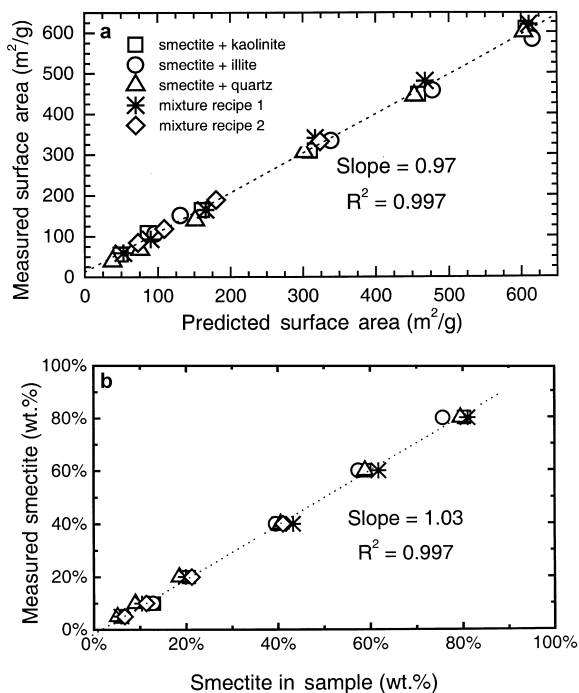 a
smectite + kaolinite
smectite + illite
smectite + quartz
mixture recipe 1
mixture recipe 2
Slope = 0.97
R² = 0.997
Measured surface area (m²/g)
600
500
400
300
200
100
0
0 100 200 300 400 500 600
Predicted surface area (m²/g)
b
Measured smectite (wt.%)
100%
80%
60%
40%
20%
0%
Slope = 1.03
R² = 0.997
0% 20% 40% 60% 80% 100%
Smectite in sample (wt.%)